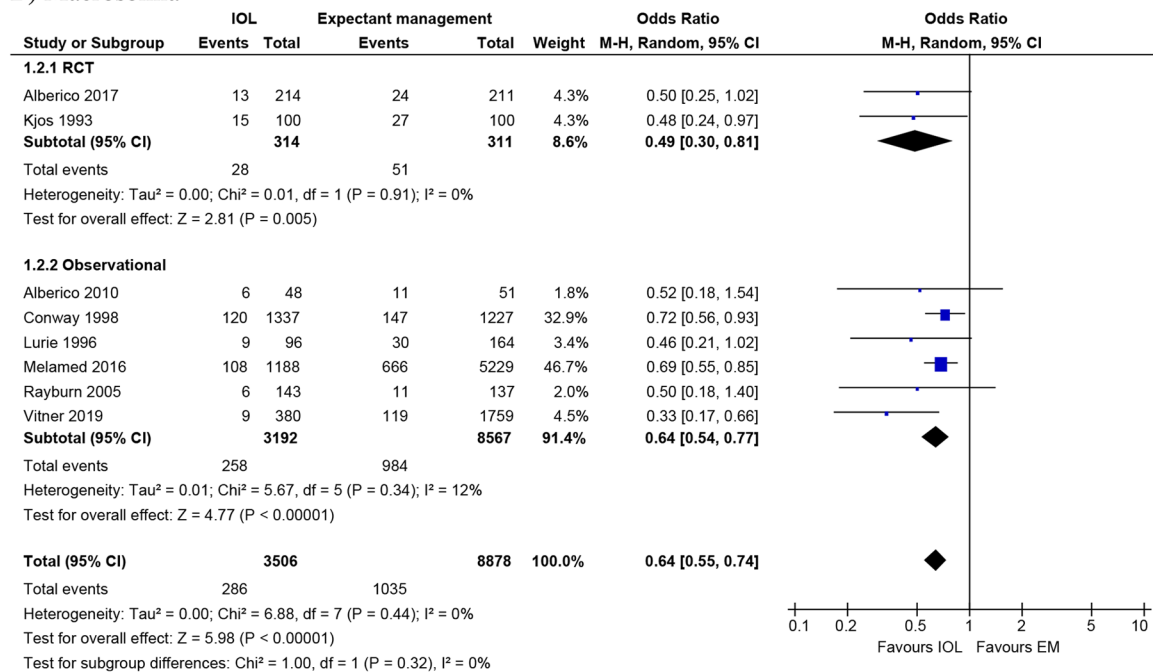 IOL Expectant management Odds Ratio Odds Ratio
Study or Subgroup Events Total Events Total Weight M-H, Random, 95% CI M-H, Random, 95% CI
1.2.1 RCT
Alberico 2017 13 214 24 211 4.3% 0.50 [0.25, 1.02]
Kjos 1993 15 100 27 100 4.3% 0.48 [0.24, 0.97]
Subtotal (95% CI) 314 311 8.6% 0.49 [0.30, 0.81]
Total events 28 51
Heterogeneity: Tau² = 0.00; Chi² = 0.01, df = 1 (P = 0.91); I² = 0%
Test for overall effect: Z = 2.81 (P = 0.005)
1.2.2 Observational
Alberico 2010 6 48 11 51 1.8% 0.52 [0.18, 1.54]
Conway 1998 120 1337 147 1227 32.9% 0.72 [0.56, 0.93]
Lurie 1996 9 96 30 164 3.4% 0.46 [0.21, 1.02]
Melamed 2016 108 1188 666 5229 46.7% 0.69 [0.55, 0.85]
Rayburn 2005 6 143 11 137 2.0% 0.50 [0.18, 1.40]
Vitner 2019 9 380 119 1759 4.5% 0.33 [0.17, 0.66]
Subtotal (95% CI) 3192 8567 91.4% 0.64 [0.54, 0.77]
Total events 258 984
Heterogeneity: Tau² = 0.01; Chi² = 5.67, df = 5 (P = 0.34); I² = 12%
Test for overall effect: Z = 4.77 (P < 0.00001)
Total (95% CI) 3506 8878 100.0% 0.64 [0.55, 0.74]
Total events 286 1035
Heterogeneity: Tau² = 0.00; Chi² = 6.88, df = 7 (P = 0.44); I² = 0%
Test for overall effect: Z = 5.98 (P < 0.00001)
Test for subgroup differences: Chi² = 1.00, df = 1 (P = 0.32), I² = 0%
0.1 0.2 0.5 1 2 5 10
Favours IOL Favours EM